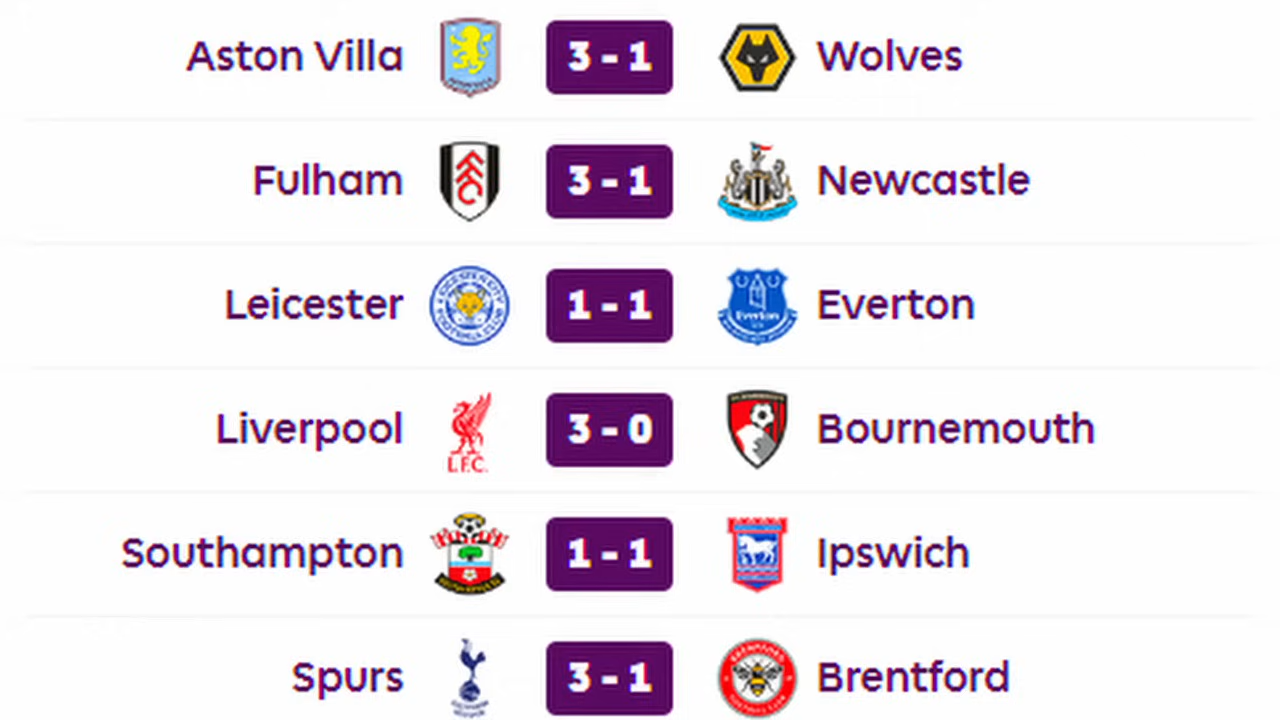 Aston Villa 3 - 1 Wolves
Fulham 3 - 1 Newcastle
Leicester 1 - 1 Everton
Liverpool L.F.C. 3 - 0 Bournemouth
Southampton 1 - 1 Ipswich
Spurs 3 - 1 Brentford